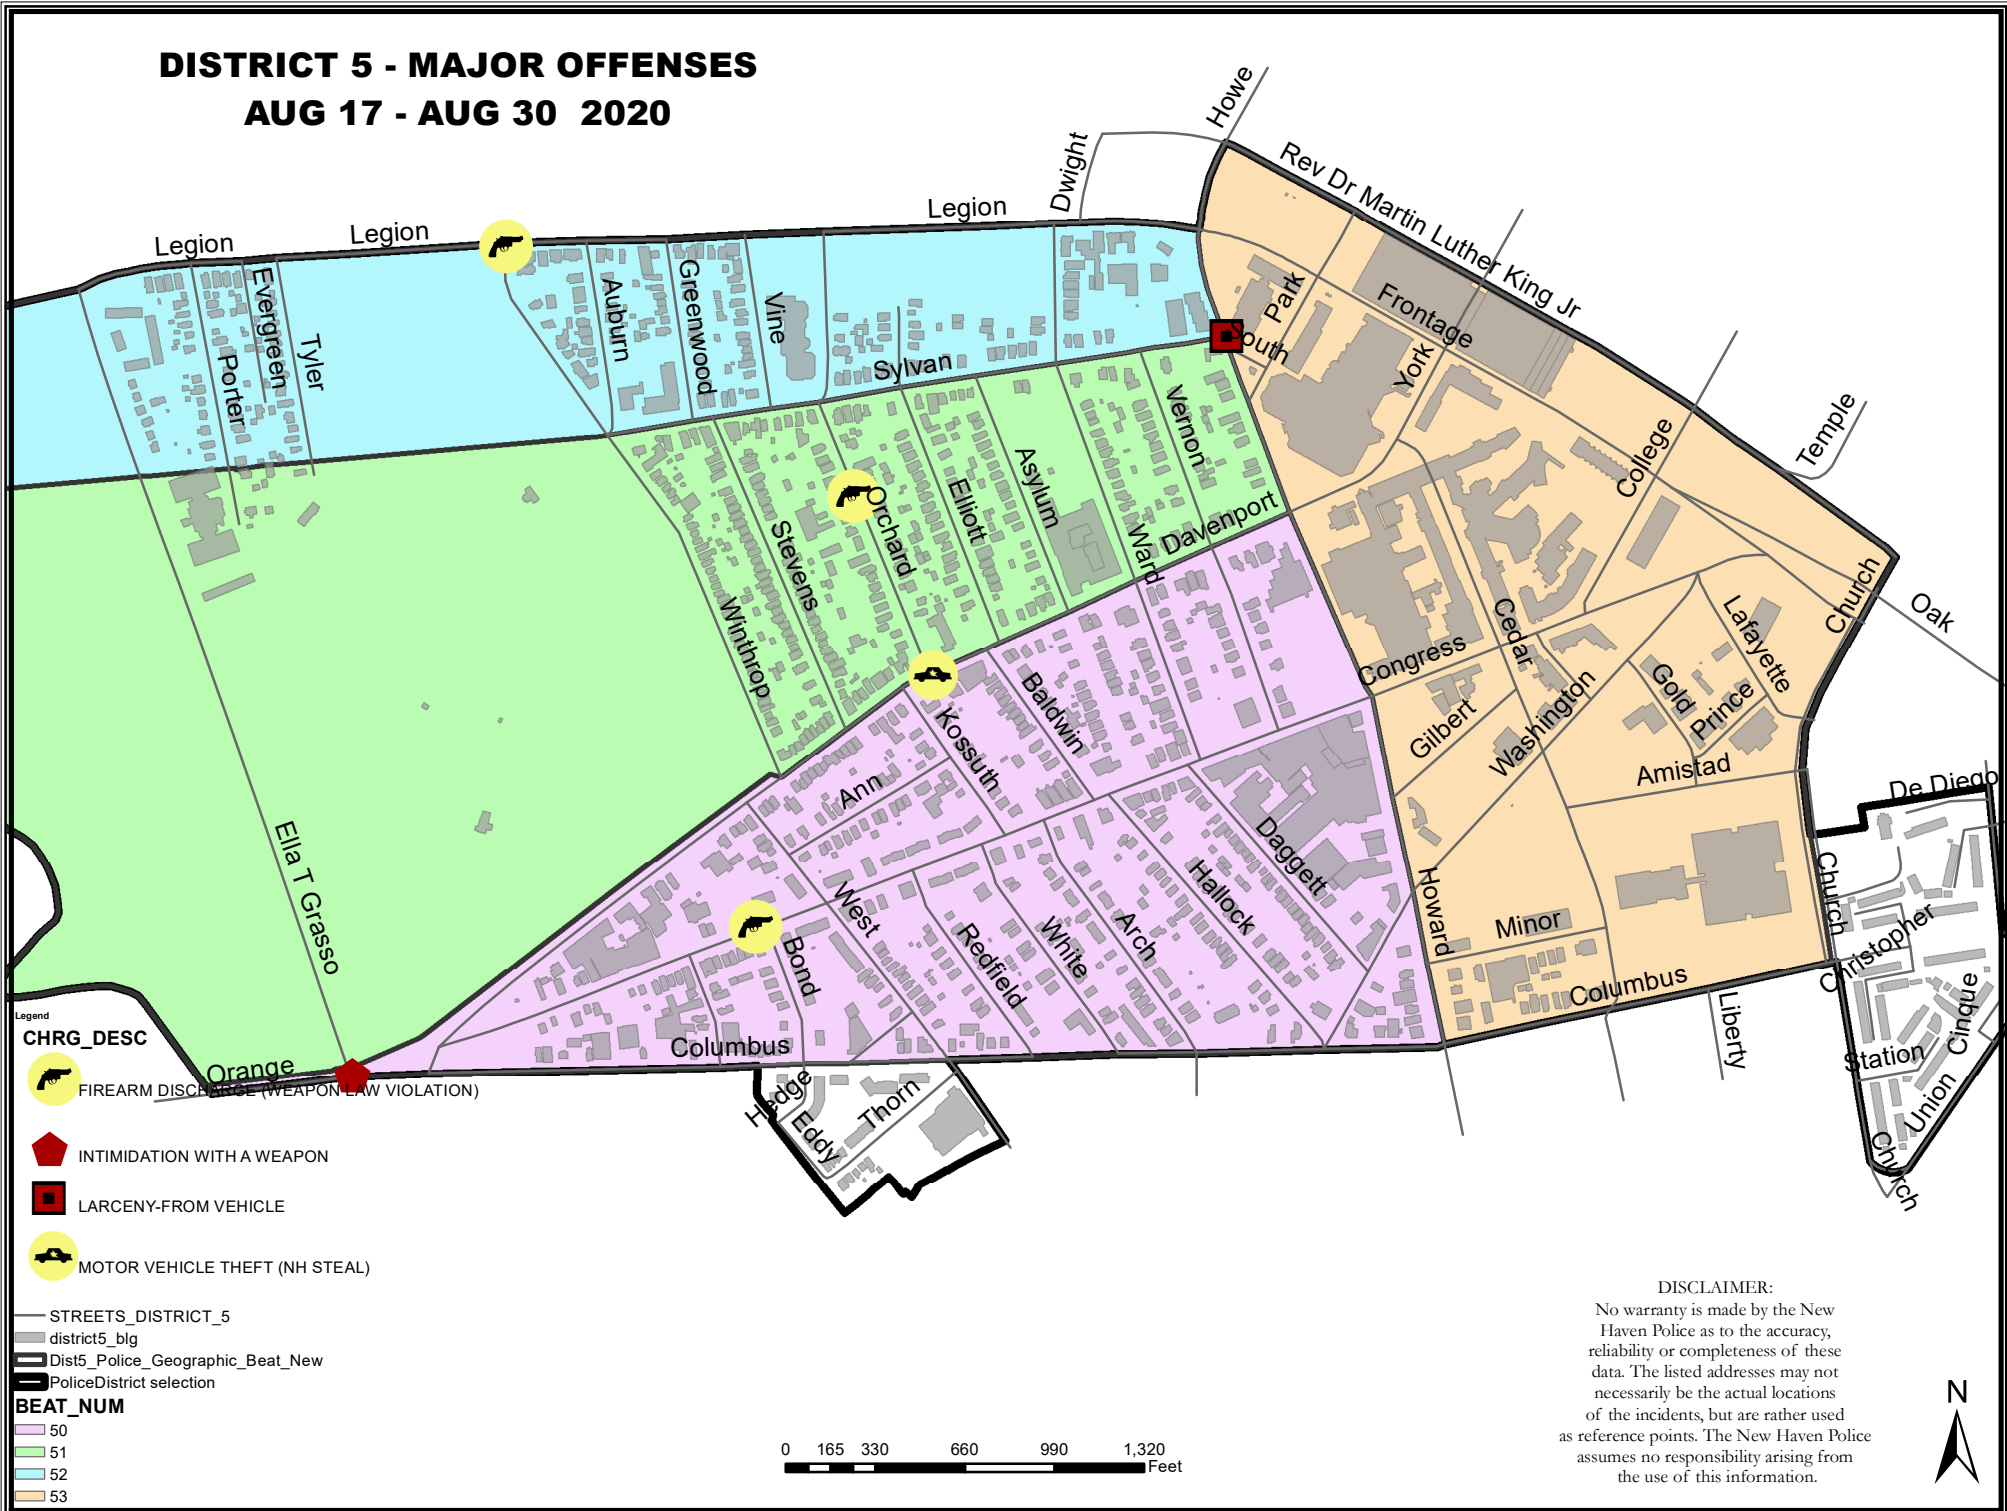 DISTRICT 5 - MAJOR OFFENSES
AUG 17 - AUG 30 2020
Howe
Rev Dr Martin Luther King Jr
Dwight
Legion
Legion
Legion
Evergreen
Porter
Tyler
Auburn
Greenwood
Vine
Sylvan
Park
South
Frontage
York
College
Temple
Vernon
Asylum
Elliott
Orchard
Stevens
Winthrop
Ward
Davenport
Church
Oak
Lafayette
Cedar
Congress
Gold
Prince
Washington
Gilbert
Amistad
De Diego
Baldwin
Kossuth
Ann
Ella T Grasso
West
Bond
Redfield
White
Arch
Hallock
Daggett
Howard
Minor
Columbus
Church
Christopher
Cinque
Liberty
Station
Union
Church
Columbus
Orange
Hedge
Eddy
Thorn
Legend
CHRG_DESC
FIREARM DISCHARGE (WEAPON LAW VIOLATION)
INTIMIDATION WITH A WEAPON
LARCENY-FROM VEHICLE
MOTOR VEHICLE THEFT (NH STEAL)
STREETS_DISTRICT_5
district5_blg
Dist5_Police_Geographic_Beat_New
PoliceDistrict selection
BEAT_NUM
50
51
52
53
0 165 330 660 990 1,320
Feet
DISCLAIMER:
No warranty is made by the New
Haven Police as to the accuracy,
reliability or completeness of these
data. The listed addresses may not
necessarily be the actual locations
of the incidents, but are rather used
as reference points. The New Haven Police
assumes no responsibility arising from
the use of this information.
N